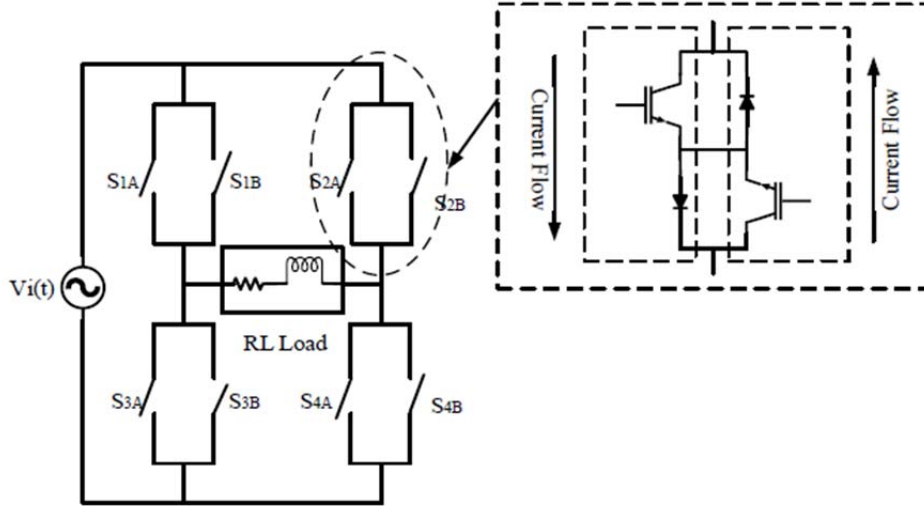 Current Flow
Current Flow
S1A
S1B
S2A
S2B
Vi(t)
RL Load
S3A
S3B
S4A
S4B